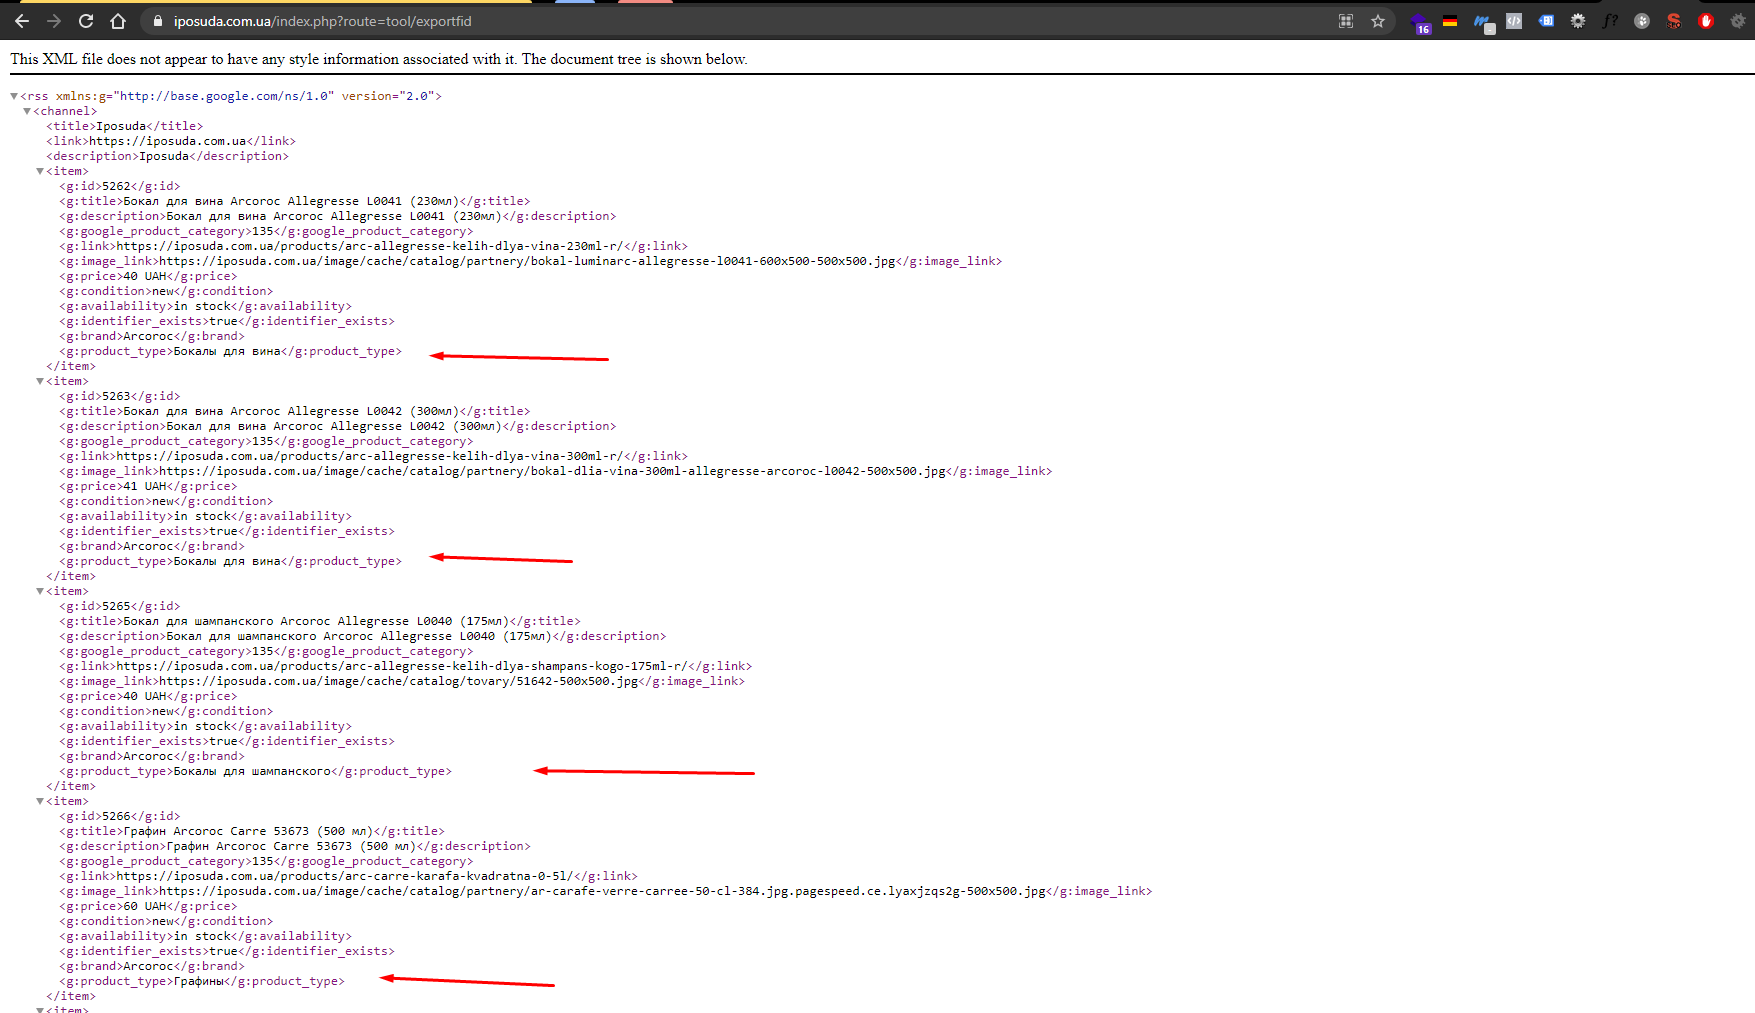 iposuda.com.ua/index.php?route=tool/exportfid
16
This XML file does not appear to have any style information associated with it. The document tree is shown below.
<rss xmlns:g="http://base.google.com/ns/1.0" version="2.0">
<channel>
<title>Iposuda</title>
<link>https://iposuda.com.ua</link>
<description>Iposuda</description>
<item>
<g:id>5262</g:id>
<g:title>Бокал для вина Arcoroc Allegresse L0041 (230мл)</g:title>
<g:description>Бокал для вина Arcoroc Allegresse L0041 (230мл)</g:description>
<g:google_product_category>135</g:google_product_category>
<g:link>https://iposuda.com.ua/products/arc-allegresse-kelih-dlya-vina-230ml-r/</g:link>
<g:image_link>https://iposuda.com.ua/image/cache/catalog/partnery/bokal-luminarc-allegresse-l0041-600x500-500x500.jpg</g:image_link>
<g:price>40 UAH</g:price>
<g:condition>new</g:condition>
<g:availability>in stock</g:availability>
<g:identifier_exists>true</g:identifier_exists>
<g:brand>Arcoroc</g:brand>
<g:product_type>Бокалы для вина</g:product_type>
</item>
<item>
<g:id>5263</g:id>
<g:title>Бокал для вина Arcoroc Allegresse L0042 (300мл)</g:title>
<g:description>Бокал для вина Arcoroc Allegresse L0042 (300мл)</g:description>
<g:google_product_category>135</g:google_product_category>
<g:link>https://iposuda.com.ua/products/arc-allegresse-kelih-dlya-vina-300ml-r/</g:link>
<g:image_link>https://iposuda.com.ua/image/cache/catalog/partnery/bokal-dlia-vina-300ml-allegresse-arcoroc-l0042-500x500.jpg</g:image_link>
<g:price>41 UAH</g:price>
<g:condition>new</g:condition>
<g:availability>in stock</g:availability>
<g:identifier_exists>true</g:identifier_exists>
<g:brand>Arcoroc</g:brand>
<g:product_type>Бокалы для вина</g:product_type>
</item>
<item>
<g:id>5265</g:id>
<g:title>Бокал для шампанского Arcoroc Allegresse L0040 (175мл)</g:title>
<g:description>Бокал для шампанского Arcoroc Allegresse L0040 (175мл)</g:description>
<g:google_product_category>135</g:google_product_category>
<g:link>https://iposuda.com.ua/products/arc-allegresse-kelih-dlya-shampans-kogo-175ml-r/</g:link>
<g:image_link>https://iposuda.com.ua/image/cache/catalog/tovary/51642-500x500.jpg</g:image_link>
<g:price>40 UAH</g:price>
<g:condition>new</g:condition>
<g:availability>in stock</g:availability>
<g:identifier_exists>true</g:identifier_exists>
<g:brand>Arcoroc</g:brand>
<g:product_type>Бокалы для шампанского</g:product_type>
</item>
<item>
<g:id>5266</g:id>
<g:title>Графин Arcoroc Carre 53673 (500 мл)</g:title>
<g:description>Графин Arcoroc Carre 53673 (500 мл)</g:description>
<g:google_product_category>135</g:google_product_category>
<g:link>https://iposuda.com.ua/products/arc-carre-karafa-kvadratna-0-5l/</g:link>
<g:image_link>https://iposuda.com.ua/image/cache/catalog/partnery/ar-carafe-verre-carree-50-cl-384.jpg.pagespeed.ce.lyaxjzqs2g-500x500.jpg</g:image_link>
<g:price>60 UAH</g:price>
<g:condition>new</g:condition>
<g:availability>in stock</g:availability>
<g:identifier_exists>true</g:identifier_exists>
<g:brand>Arcoroc</g:brand>
<g:product_type>Графины</g:product_type>
</item>
<item>